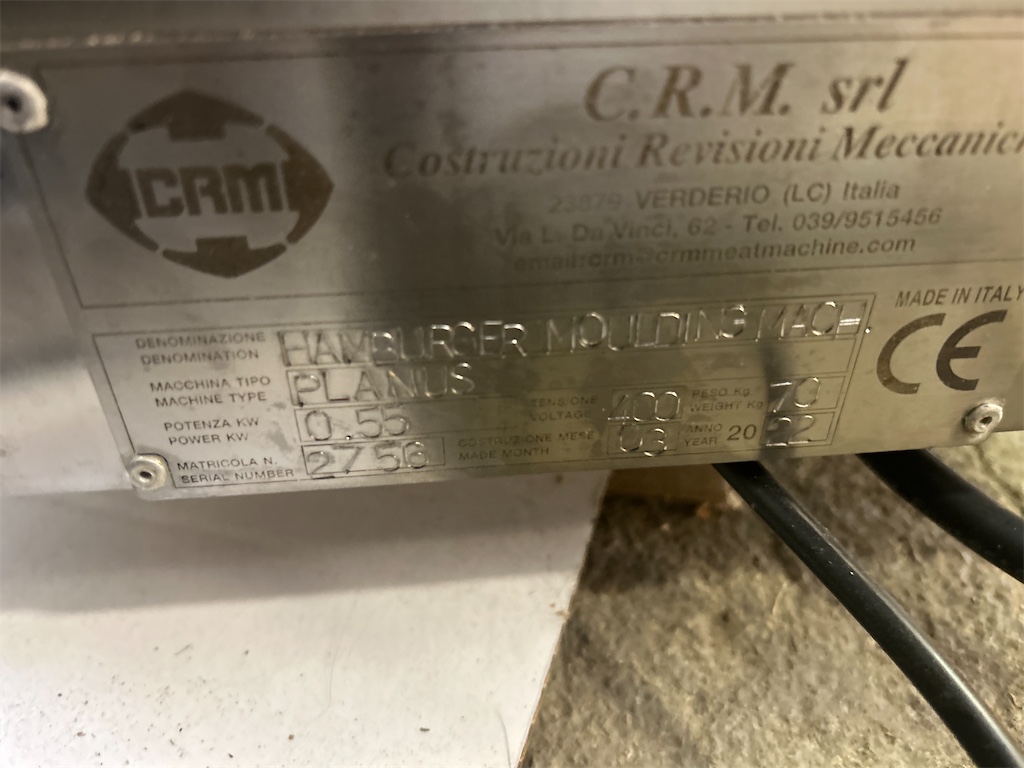 CRM
C.R.M. srl
Costruzioni Revisioni Meccanich
23879 VERDERIO (LC) Italia
Via L. Da Vinci, 62 - Tel. 039/9515456
email:crm@crmmeatmachine.com
MADE IN ITALY
CE
DENOMINAZIONE
DENOMINATION
HAMBURGER MOULDING MACH.
MACCHINA TIPO
MACHINE TYPE
PLANUS
TENSIONE
VOLTAGE
400
PESO Kg.
WEIGHT Kg
70
POTENZA KW
POWER KW
0.55
COSTRUZIONE MESE
MADE MONTH
03
ANNO
YEAR
20 22
MATRICOLA N.
SERIAL NUMBER
2756